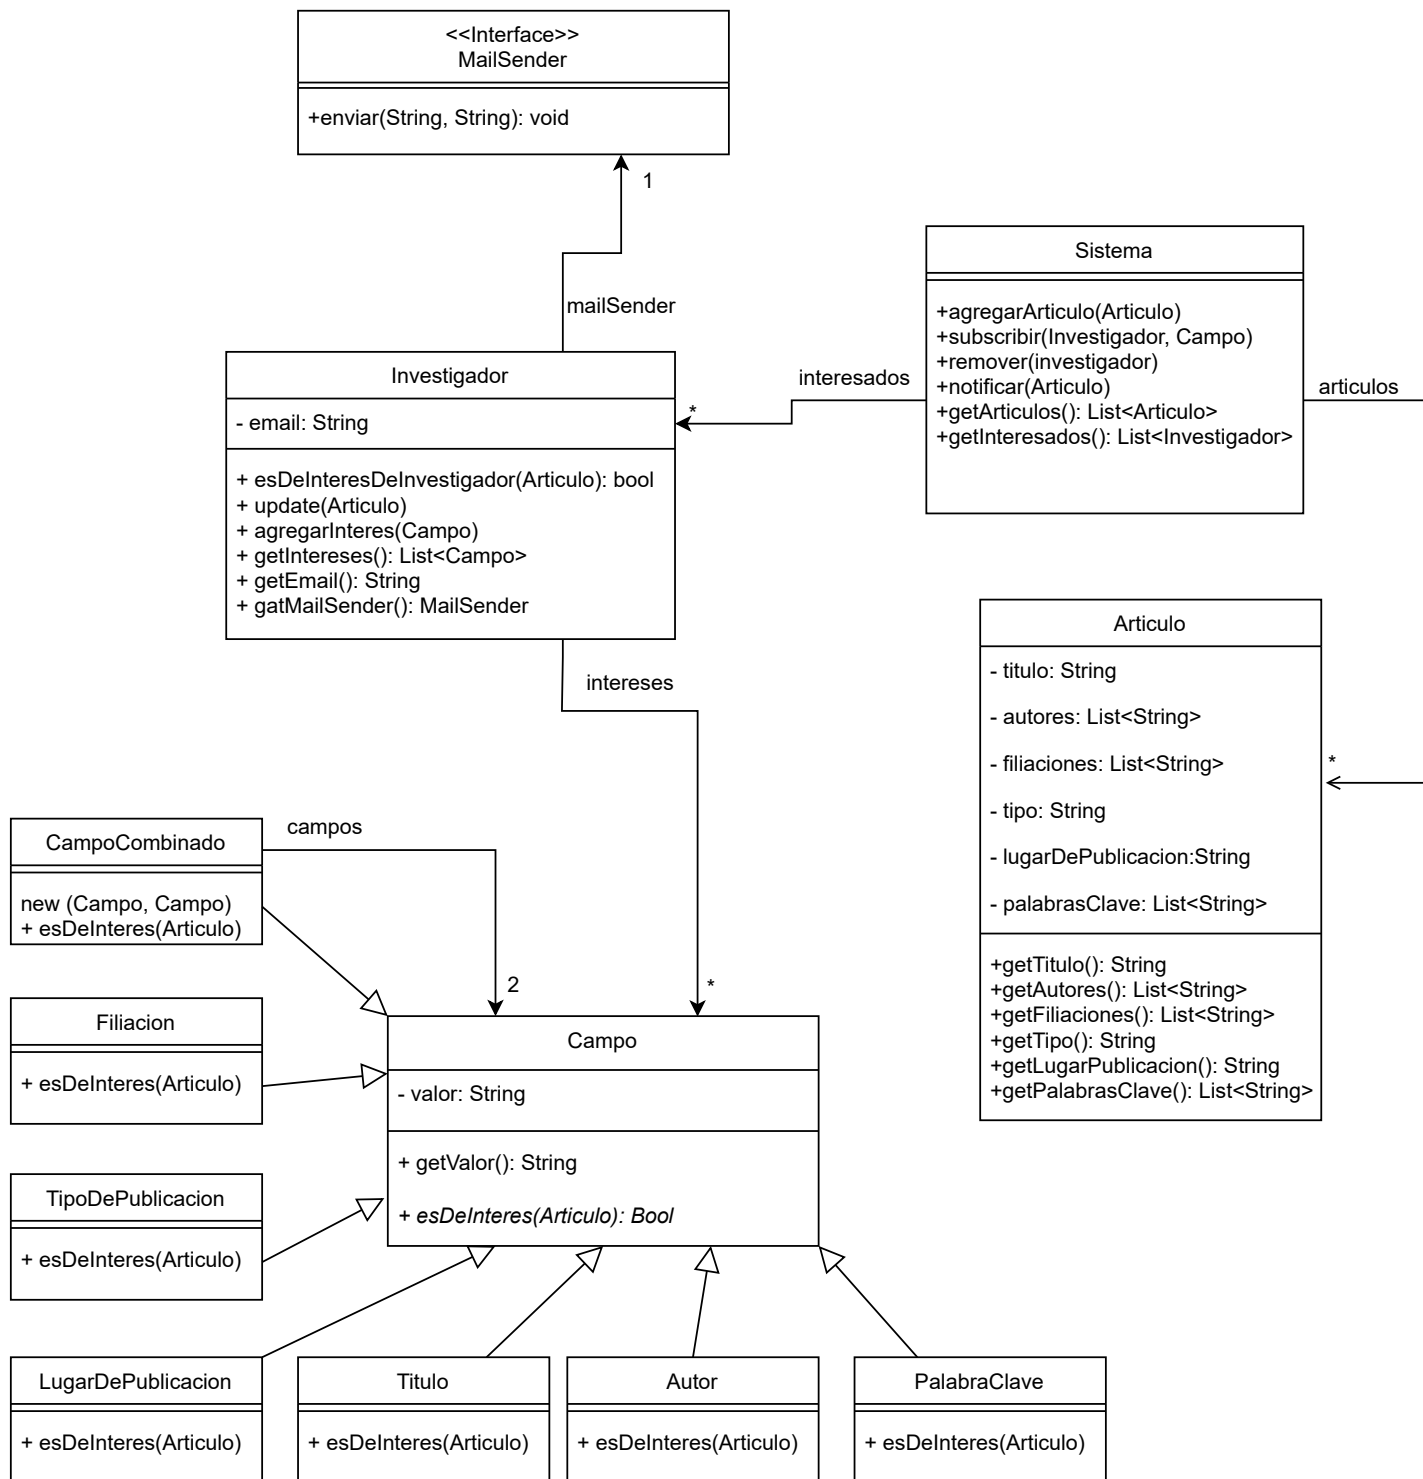 <<Interface>>
MailSender
+enviar(String, String): void
1
mailSender
Sistema
+agregarArticulo(Articulo)
+subscribir(Investigador, Campo)
+remover(investigador)
+notificar(Articulo)
+getArticulos(): List<Articulo>
+getInteresados(): List<Investigador>
interesados
*
articulos
Investigador
- email: String
+ esDeInteresDeInvestigador(Articulo): bool
+ update(Articulo)
+ agregarInteres(Campo)
+ getIntereses(): List<Campo>
+ getEmail(): String
+ gatMailSender(): MailSender
intereses
Articulo
- titulo: String
- autores: List<String>
- filiaciones: List<String>
- tipo: String
- lugarDePublicacion:String
- palabrasClave: List<String>
+getTitulo(): String
+getAutores(): List<String>
+getFiliaciones(): List<String>
+getTipo(): String
+getLugarPublicacion(): String
+getPalabrasClave(): List<String>
*
CampoCombinado
new (Campo, Campo)
+ esDeInteres(Articulo)
campos
2
*
Filiacion
+ esDeInteres(Articulo)
Campo
- valor: String
+ getValor(): String
+ esDeInteres(Articulo): Bool
TipoDePublicacion
+ esDeInteres(Articulo)
LugarDePublicacion
+ esDeInteres(Articulo)
Titulo
+ esDeInteres(Articulo)
Autor
+ esDeInteres(Articulo)
PalabraClave
+ esDeInteres(Articulo)